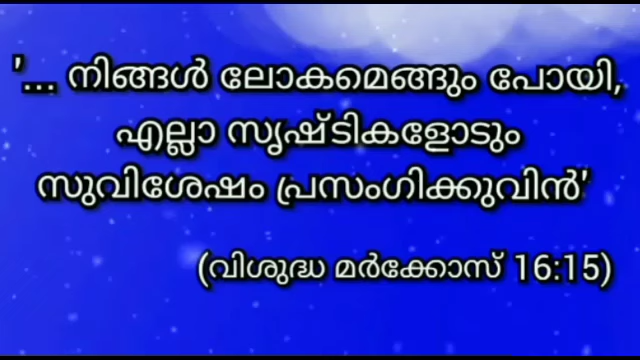 '... നിങ്ങൾ ലോകമെങ്ങും പോയി,
എല്ലാ സൃഷ്ടികളോടും
സുവിശേഷം പ്രസംഗിക്കുവിൻ'
(വിശുദ്ധ മർക്കോസ് 16:15)